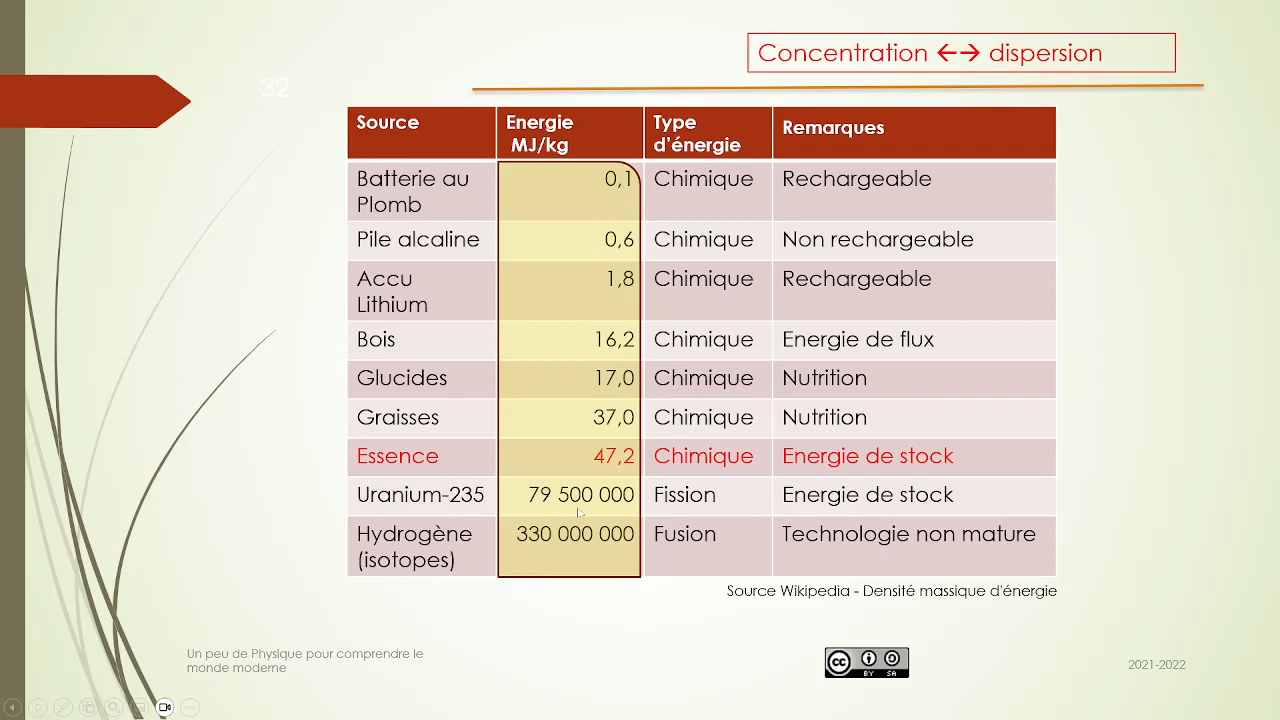 Concentration ←→ dispersion
32
Source Energie MJ/kg Type d'énergie Remarques
Batterie au Plomb 0,1 Chimique Rechargeable
Pile alcaline 0,6 Chimique Non rechargeable
Accu Lithium 1,8 Chimique Rechargeable
Bois 16,2 Chimique Energie de flux
Glucides 17,0 Chimique Nutrition
Graisses 37,0 Chimique Nutrition
Essence 47,2 Chimique Energie de stock
Uranium-235 79 500 000 Fission Energie de stock
Hydrogène (isotopes) 330 000 000 Fusion Technologie non mature
Source Wikipedia - Densité massique d'énergie
Un peu de Physique pour comprendre le
monde moderne
cc BY SA
2021-2022